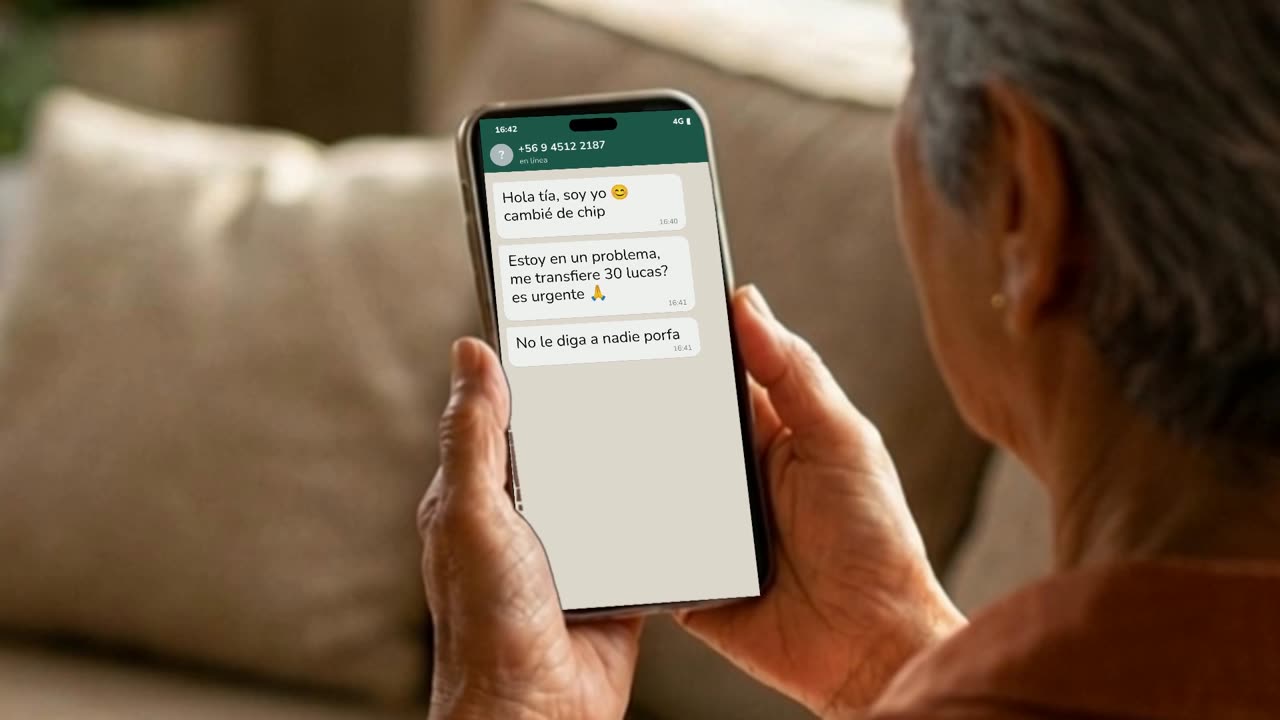 16:42
4G
?
+56 9 4512 2187
en línea
Hola tía, soy yo 😊
cambié de chip
16:40
Estoy en un problema,
me transfiere 30 lucas?
es urgente 🙏
16:41
No le diga a nadie porfa
16:41